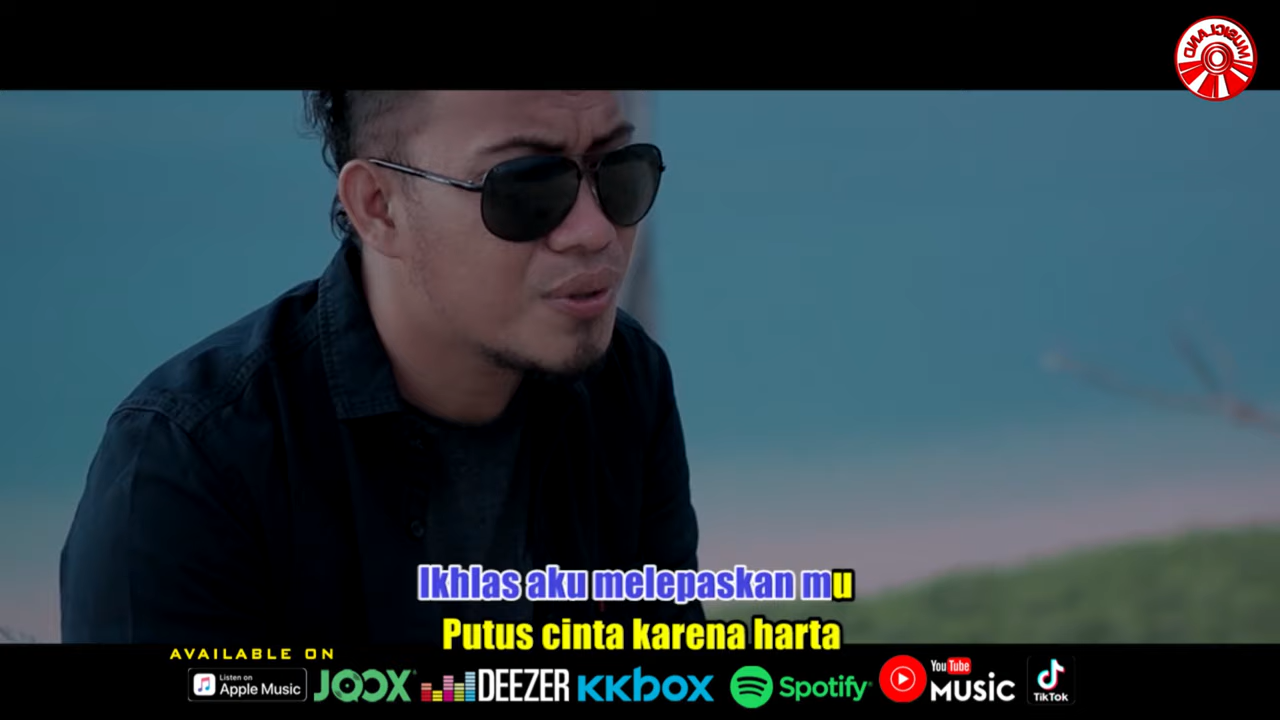 MUSICLAND
Ikhlas aku melepaskan mu
Putus cinta karena harta
AVAILABLE ON
Listen on
Apple Music
JOOX
DEEZER
KKBOX
Spotify
YouTube
MUSIC
TikTok